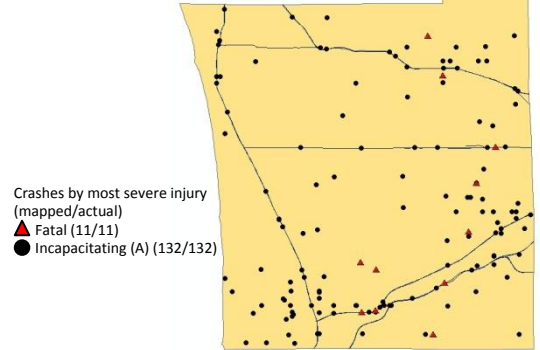 Crashes by most severe injury
(mapped/actual)
Fatal (11/11)
Incapacitating (A) (132/132)